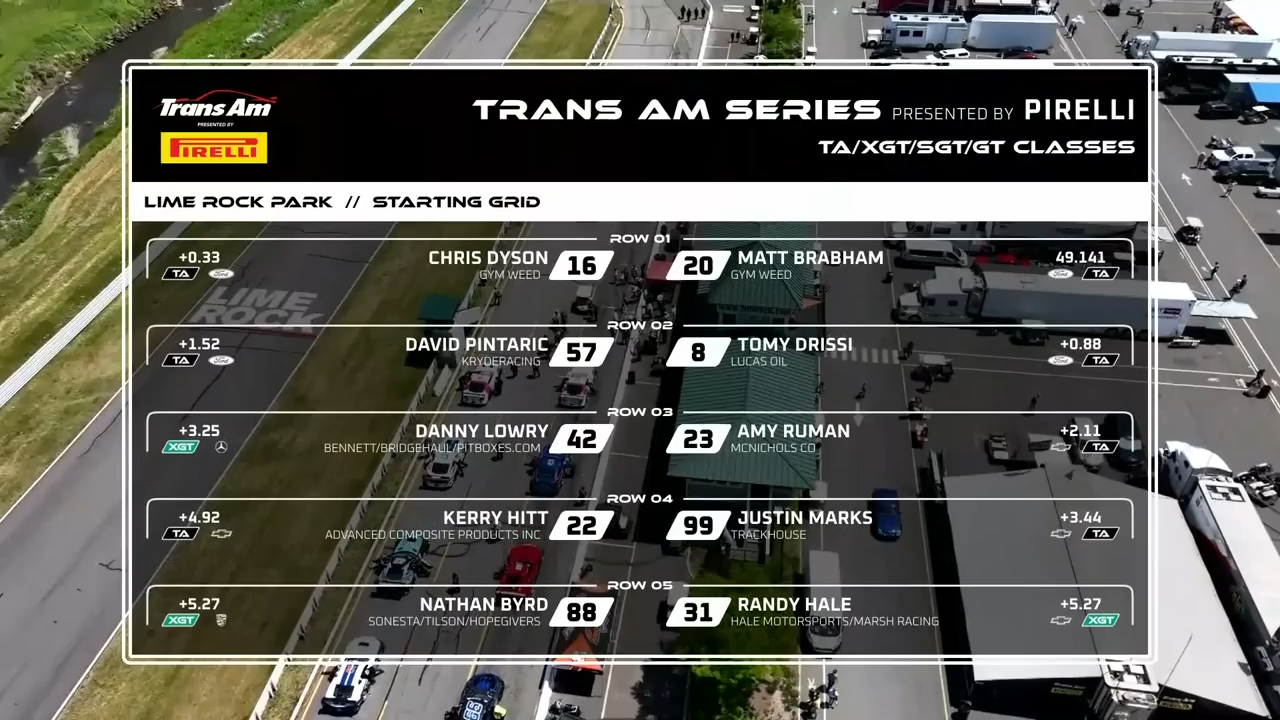 Trans Am
PRESENTED BY
PIRELLI
TRANS AM SERIES PRESENTED BY PIRELLI
TA/XGT/SGT/GT CLASSES
LIME ROCK PARK // STARTING GRID
ROW 01
+0.33 CHRIS DYSON 16 20 MATT BRABHAM 49.141
TA Ford GYM WEED GYM WEED Ford TA
LIME
ROCK
ROW 02
+1.52 DAVID PINTARIC 57 8 TOMY DRISSI +0.88
TA Ford KRYDERACING LUCAS OIL Ford TA
ROW 03
+3.25 DANNY LOWRY 42 23 AMY RUMAN +2.11
XGT BENNETT/BRIDGEHAUL/PITBOXES.COM MCNICHOLS CO TA
ROW 04
+4.92 KERRY HITT 22 99 JUSTIN MARKS +3.44
TA ADVANCED COMPOSITE PRODUCTS INC TRACKHOUSE TA
ROW 05
+5.27 NATHAN BYRD 88 31 RANDY HALE +5.27
XGT SONESTA/TILSON/HOPEGIVERS HALE MOTORSPORTS/MARSH RACING XGT